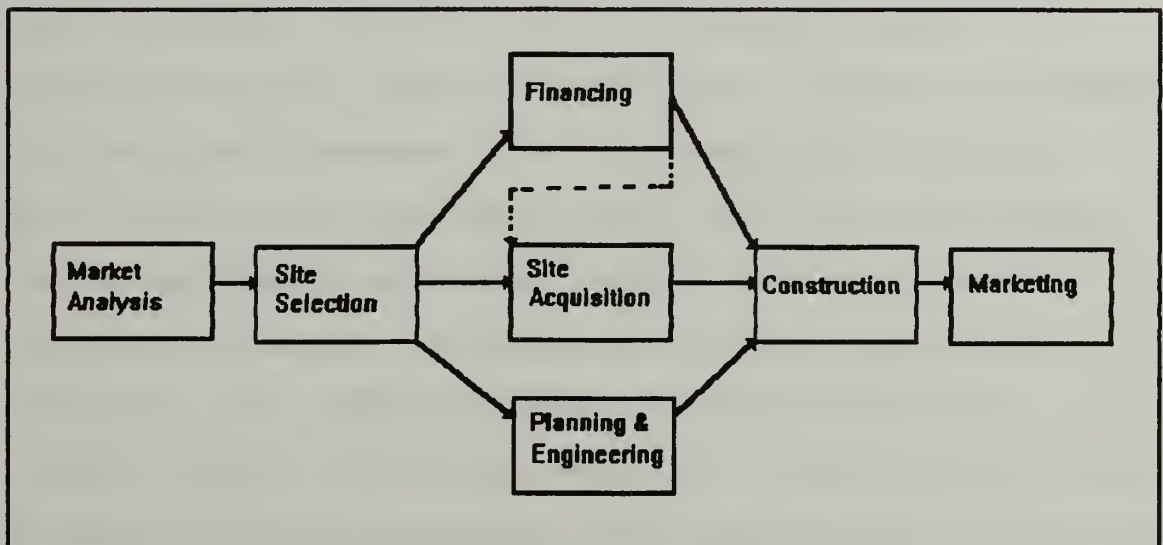 Financing
Market
Analysis
Site
Selection
Site
Acquisition
Construction
Marketing
Planning &
Engineering